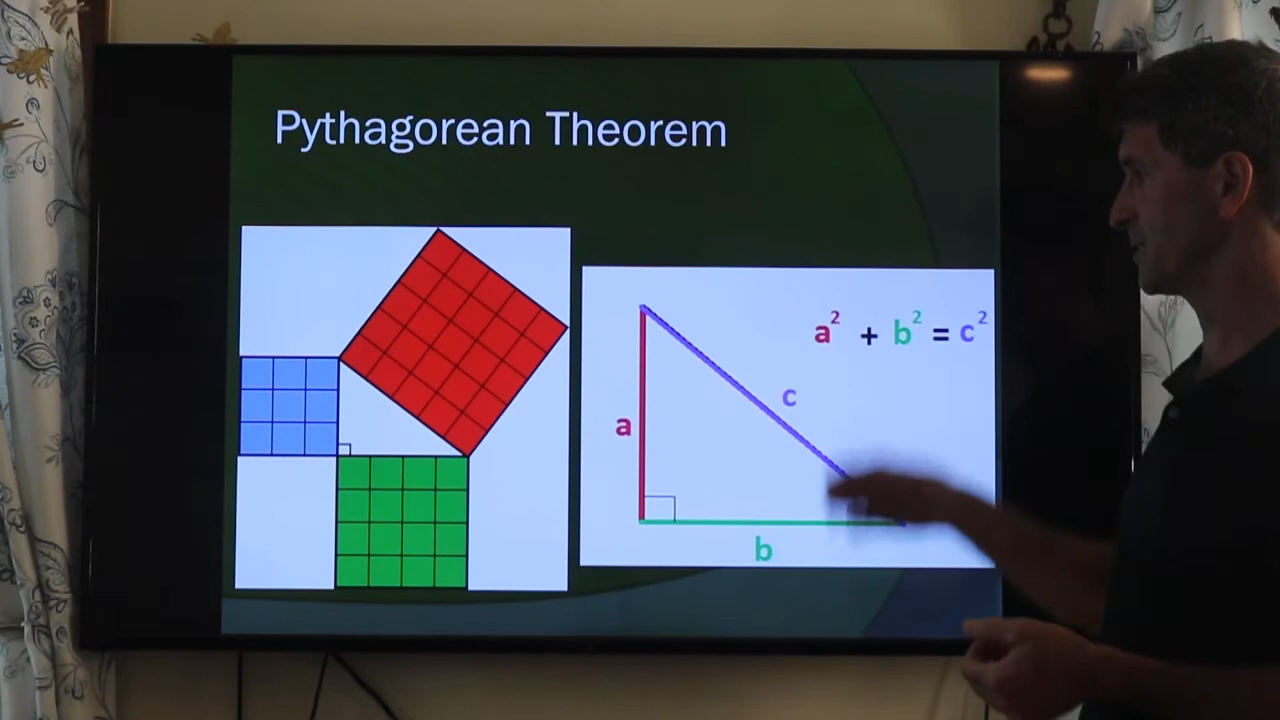 Pythagorean Theorem
a² + b² = c²
c
a
b